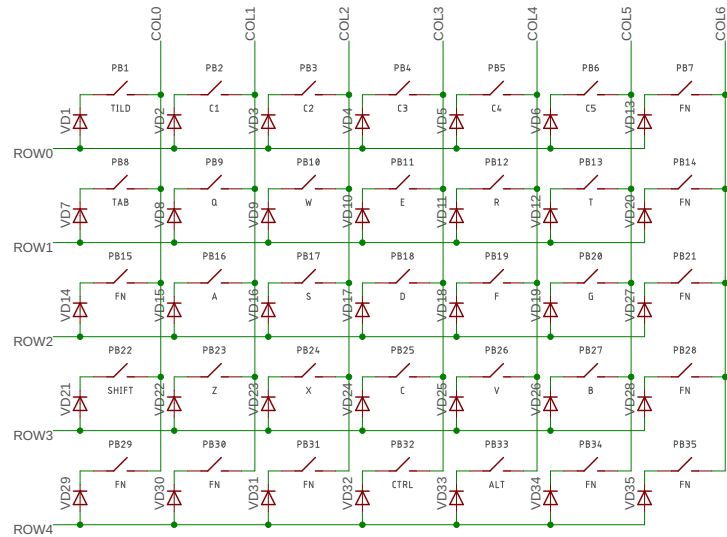 COL0 COL1 COL2 COL3 COL4 COL5 COL6
PB1 PB2 PB3 PB4 PB5 PB6 PB7
TILD C1 C2 C3 C4 C5 FN
VD1 VD2 VD3 VD4 VD5 VD6 VD13
ROW0
PB8 PB9 PB10 PB11 PB12 PB13 PB14
TAB Q W E R T FN
VD7 VD8 VD9 VD10 VD11 VD12 VD20
ROW1
PB15 PB16 PB17 PB18 PB19 PB20 PB21
FN A S D F G FN
VD14 VD15 VD16 VD17 VD18 VD19 VD27
ROW2
PB22 PB23 PB24 PB25 PB26 PB27 PB28
SHIFT Z X C V B FN
VD21 VD22 VD23 VD24 VD25 VD26 VD28
ROW3
PB29 PB30 PB31 PB32 PB33 PB34 PB35
FN FN FN CTRL ALT FN FN
VD29 VD30 VD31 VD32 VD33 VD34 VD35
ROW4